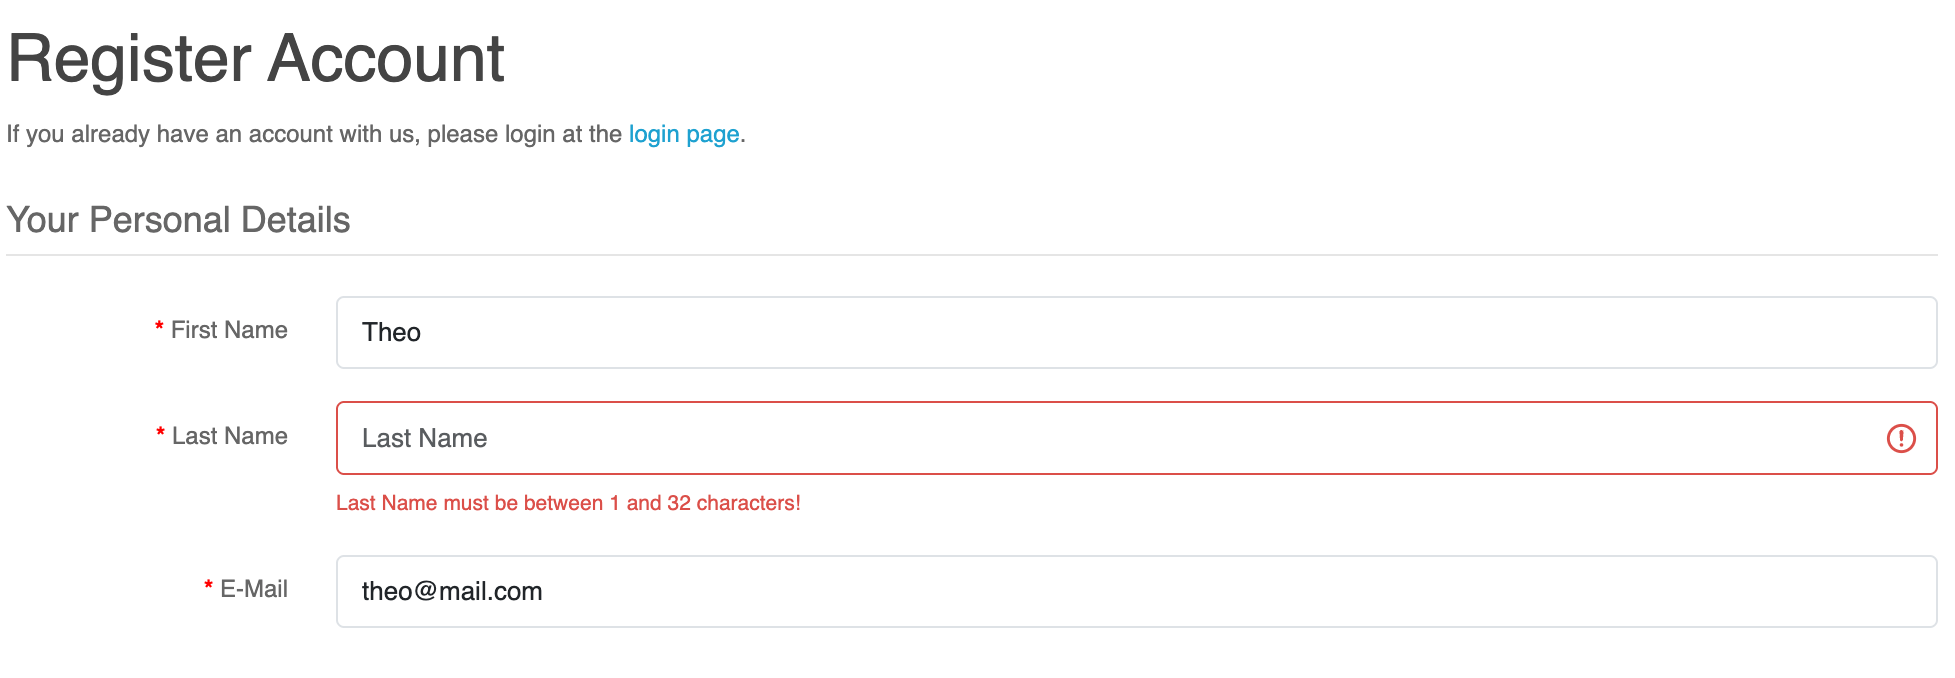 Register Account
If you already have an account with us, please login at the login page.
Your Personal Details
* First Name
Theo
* Last Name
Last Name
Last Name must be between 1 and 32 characters!
* E-Mail
theo@mail.com